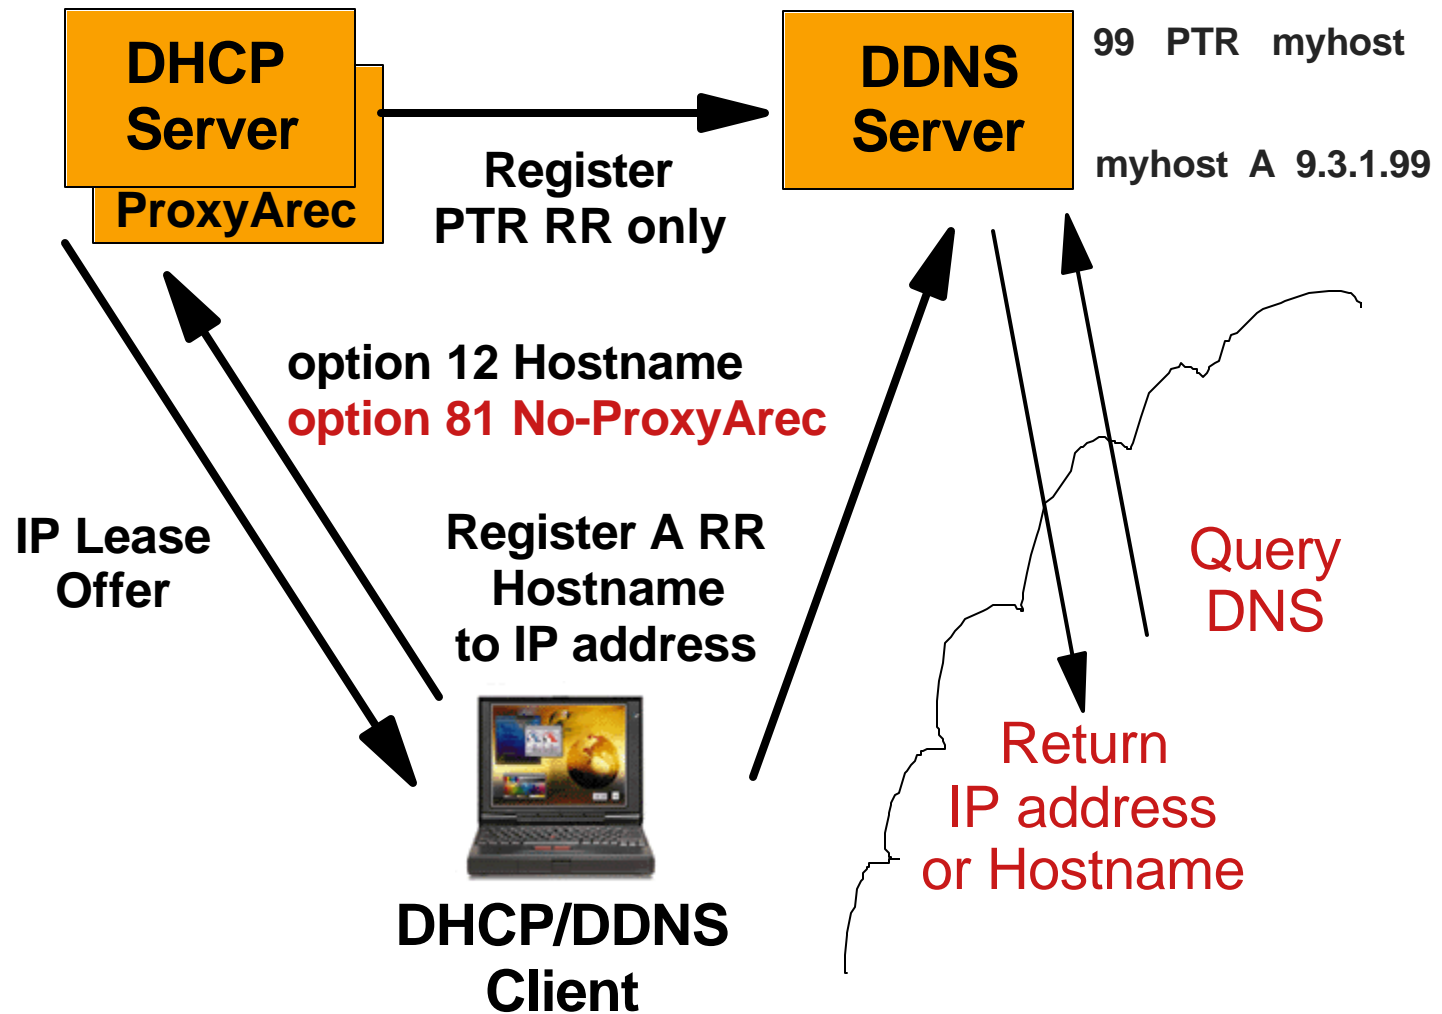 DHCP
Server
ProxyArec
Register
PTR RR only
DDNS
Server
99 PTR myhost
myhost A 9.3.1.99
option 12 Hostname
option 81 No-ProxyArec
IP Lease
Offer
Register A RR
Hostname
to IP address
Query
DNS
Return
IP address
or Hostname
DHCP/DDNS
Client